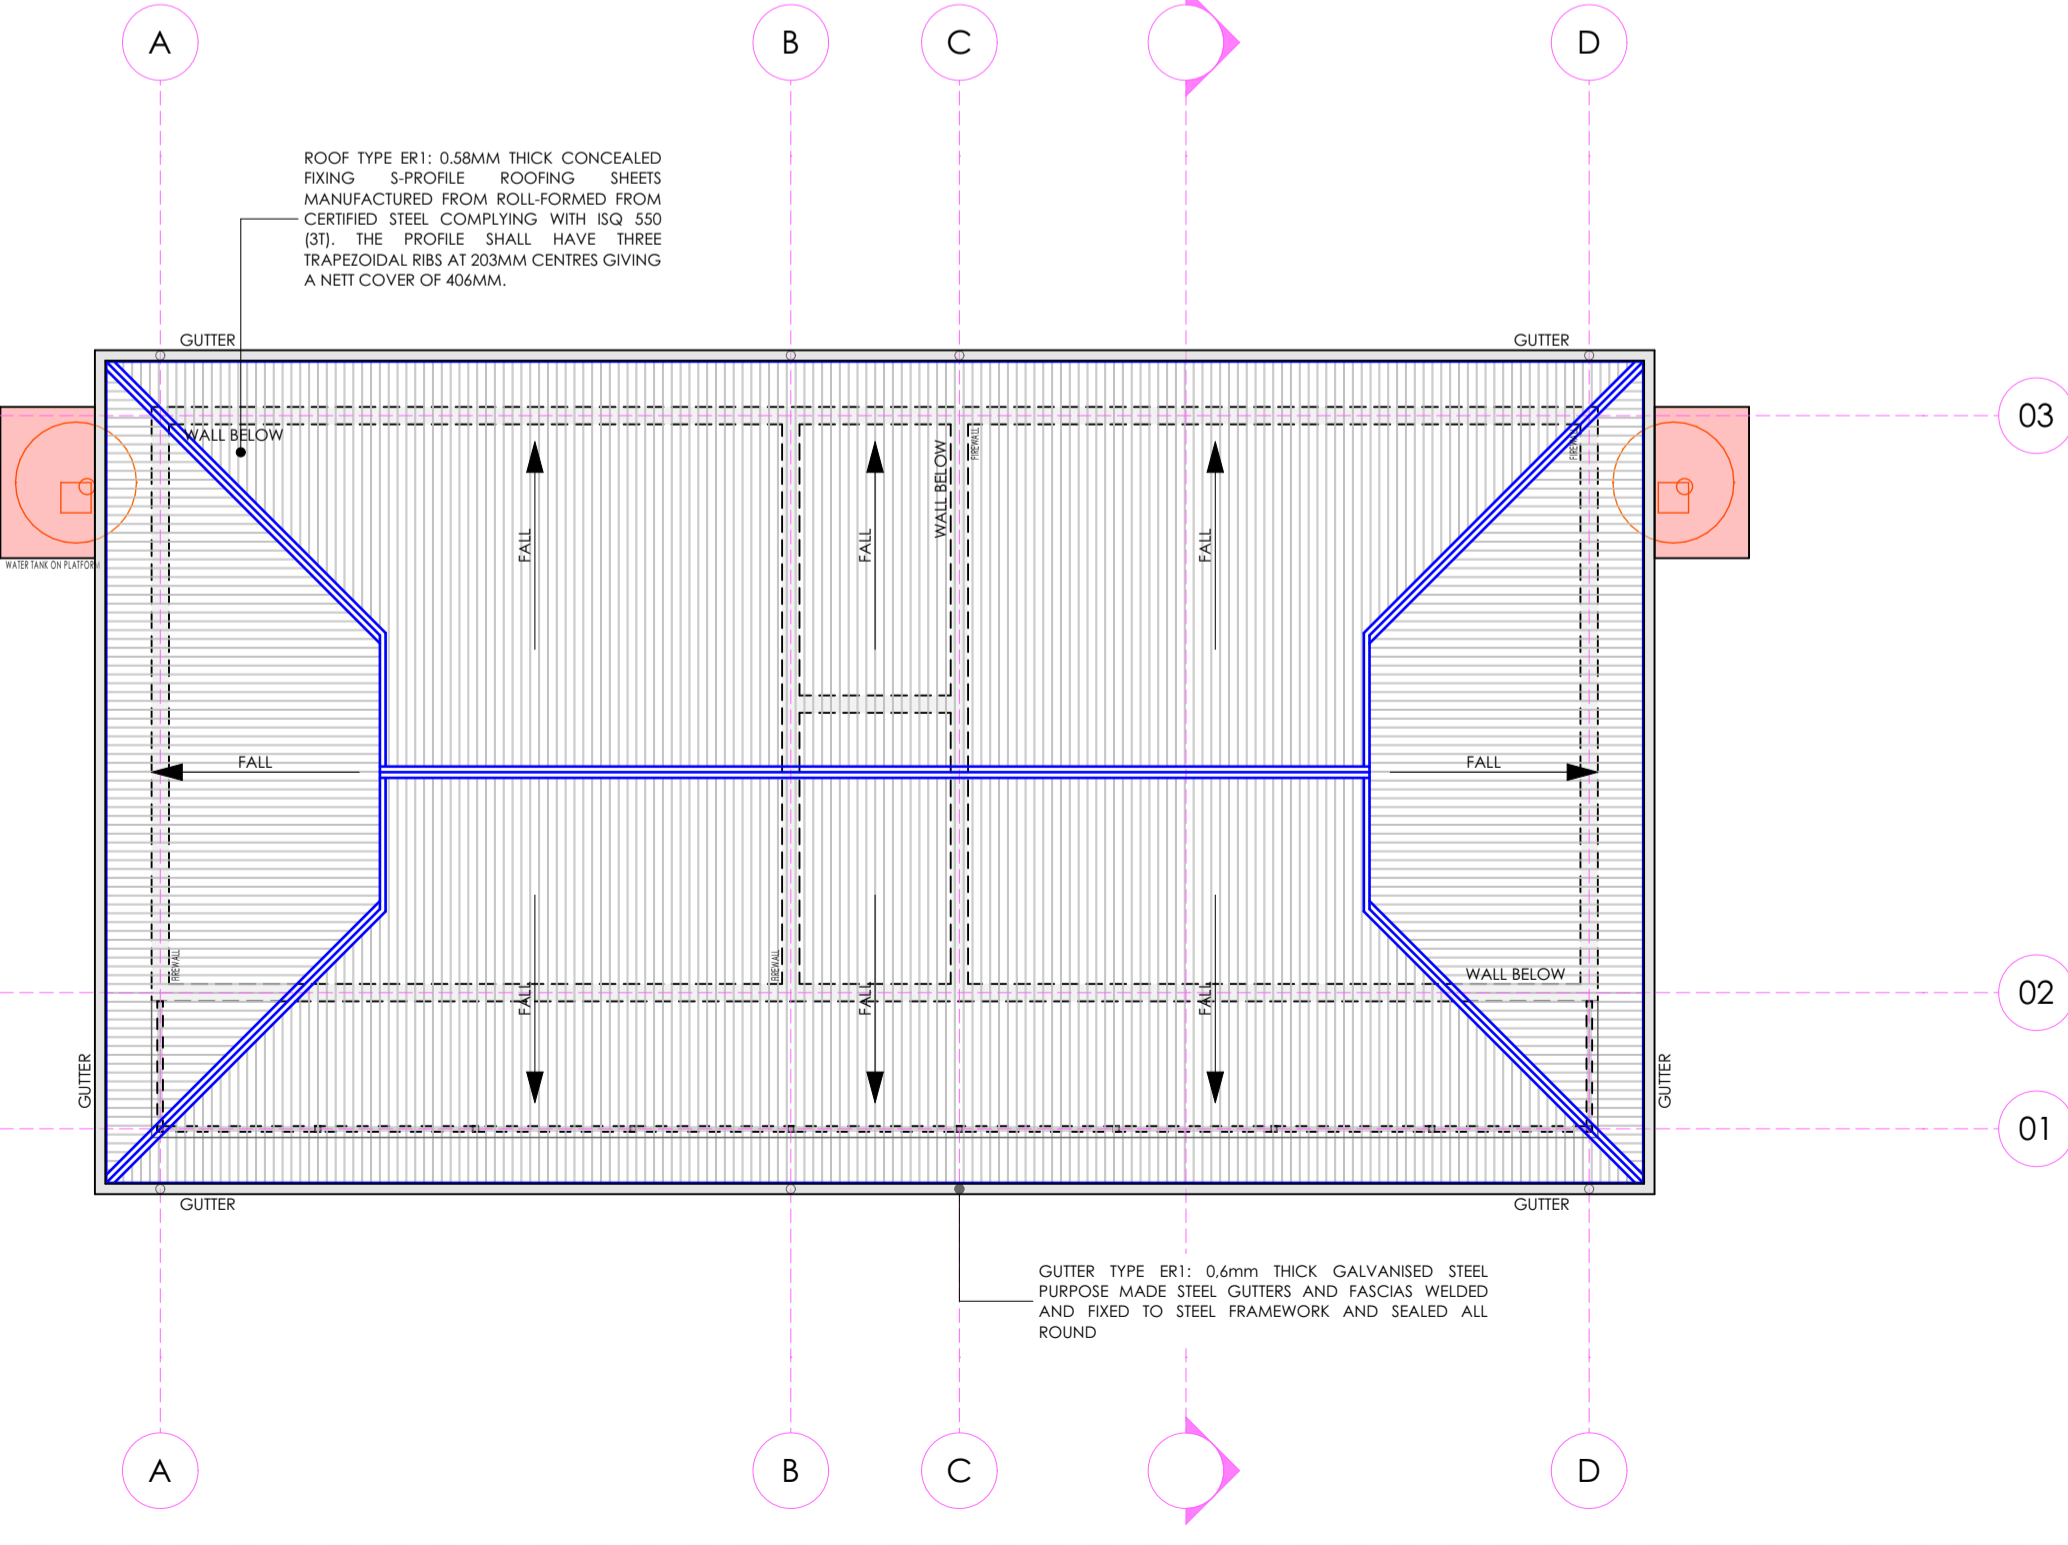 A B C D
ROOF TYPE ER1: 0.58MM THICK CONCEALED
FIXING S-PROFILE ROOFING SHEETS
MANUFACTURED FROM ROLL-FORMED FROM
CERTIFIED STEEL COMPLYING WITH ISQ 550
(3T). THE PROFILE SHALL HAVE THREE
TRAPEZOIDAL RIBS AT 203MM CENTRES GIVING
A NETT COVER OF 406MM.
GUTTER
GUTTER
03
WALL BELOW
WALL BELOW
FIREWALL
FIREWALL
FALL
FALL
FALL
WATER TANK ON PLATFORM
FALL
FALL
FIREWALL
FIREWALL
WALL BELOW
02
FALL
FALL
FALL
GUTTER
GUTTER
01
GUTTER
GUTTER
GUTTER TYPE ER1: 0,6mm THICK GALVANISED STEEL
PURPOSE MADE STEEL GUTTERS AND FASCIAS WELDED
AND FIXED TO STEEL FRAMEWORK AND SEALED ALL
ROUND
A B C D